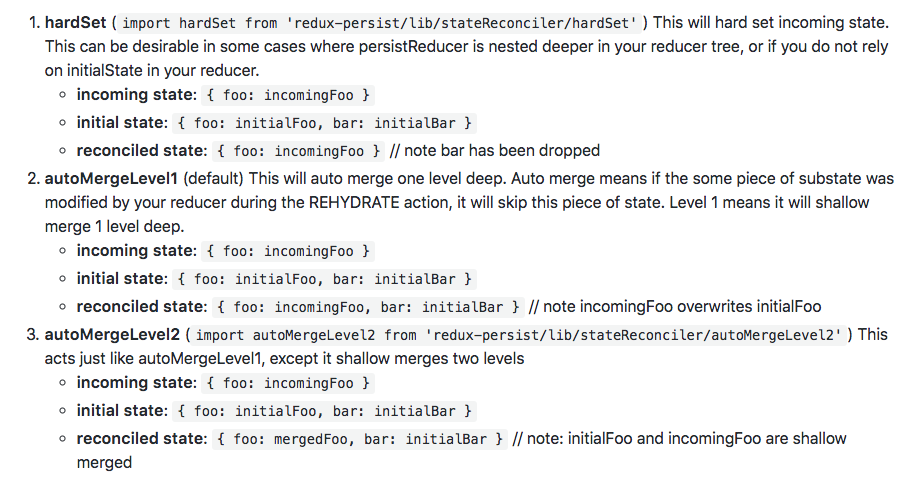 1. hardSet ( import hardSet from 'redux-persist/lib/stateReconciler/hardSet' ) This will hard set incoming state.
This can be desirable in some cases where persistReducer is nested deeper in your reducer tree, or if you do not rely
on initialState in your reducer.
◦ incoming state: { foo: incomingFoo }
◦ initial state: { foo: initialFoo, bar: initialBar }
◦ reconciled state: { foo: incomingFoo } // note bar has been dropped
2. autoMergeLevel1 (default) This will auto merge one level deep. Auto merge means if the some piece of substate was
modified by your reducer during the REHYDRATE action, it will skip this piece of state. Level 1 means it will shallow
merge 1 level deep.
◦ incoming state: { foo: incomingFoo }
◦ initial state: { foo: initialFoo, bar: initialBar }
◦ reconciled state: { foo: incomingFoo, bar: initialBar } // note incomingFoo overwrites initialFoo
3. autoMergeLevel2 ( import autoMergeLevel2 from 'redux-persist/lib/stateReconciler/autoMergeLevel2' ) This
acts just like autoMergeLevel1, except it shallow merges two levels
◦ incoming state: { foo: incomingFoo }
◦ initial state: { foo: initialFoo, bar: initialBar }
◦ reconciled state: { foo: mergedFoo, bar: initialBar } // note: initialFoo and incomingFoo are shallow
merged